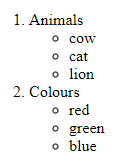 1. Animals
○ cow
○ cat
○ lion
2. Colours
○ red
○ green
○ blue